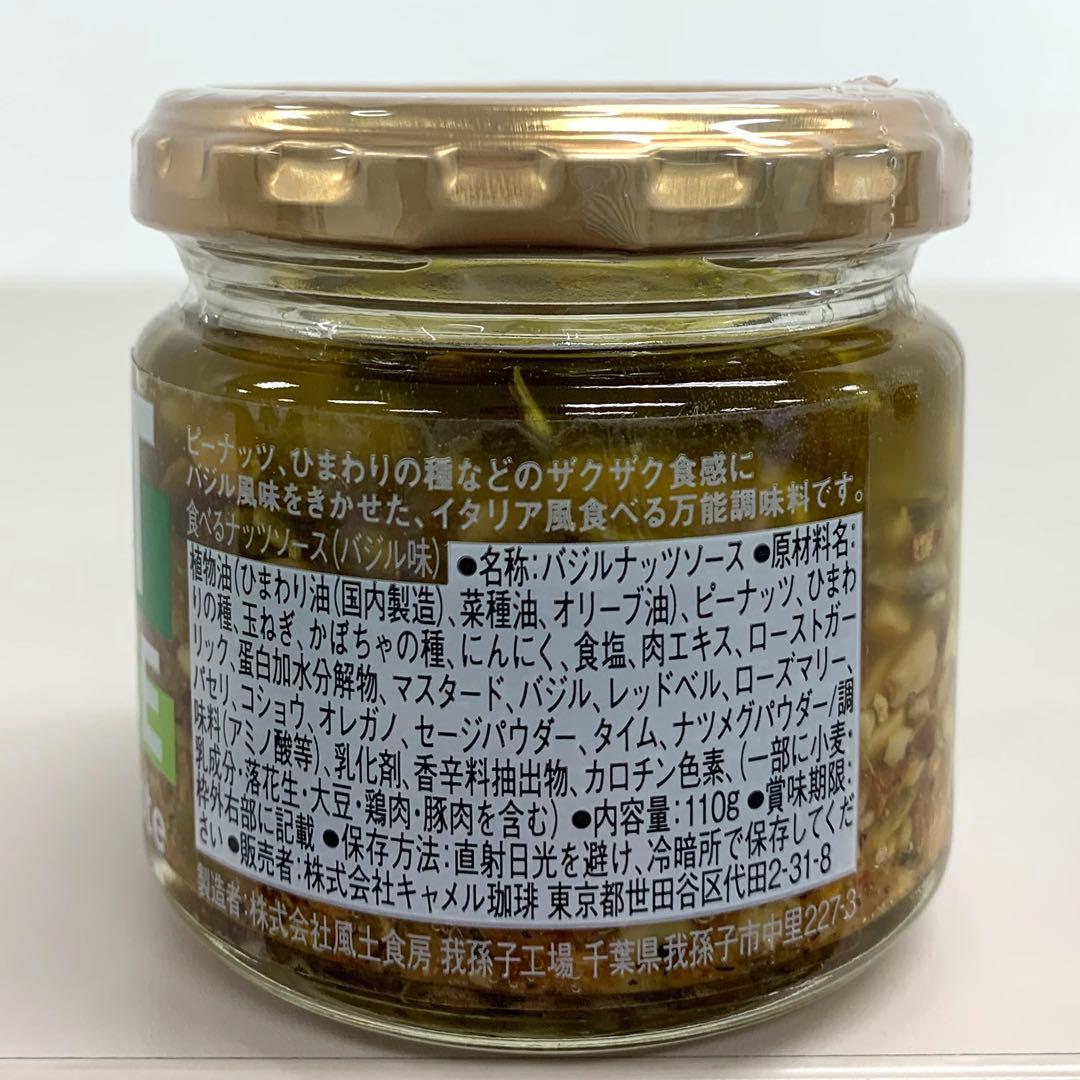 ピーナッツ、ひまわりの種などのザクザク食感に
バジル風味をきかせた、イタリア風食べる万能調味料です。
食べるナッツソース(バジル味)
●名称:バジルナッツソース ●原材料名:
植物油(ひまわり油(国内製造)、菜種油、オリーブ油)、ピーナッツ、ひまわ
りの種、玉ねぎ、かぼちゃの種、にんにく、食塩、肉エキス、ローストガー
リック、蛋白加水分解物、マスタード、バジル、レッドベル、ローズマリー、
パセリ、コショウ、オレガノ、セージパウダー、タイム、ナツメグパウダー/調
味料(アミノ酸等)、乳化剤、香辛料抽出物、カロチン色素、(一部に小麦・
乳成分・落花生・大豆・鶏肉・豚肉を含む) ●内容量:110g ●賞味期限:
枠外右部に記載 ●保存方法:直射日光を避け、冷暗所で保存してくだ
さい ●販売者:株式会社キャメル珈琲 東京都世田谷区代田2-31-8
製造者:株式会社風土食房 我孫子工場 千葉県我孫子市中里227-3